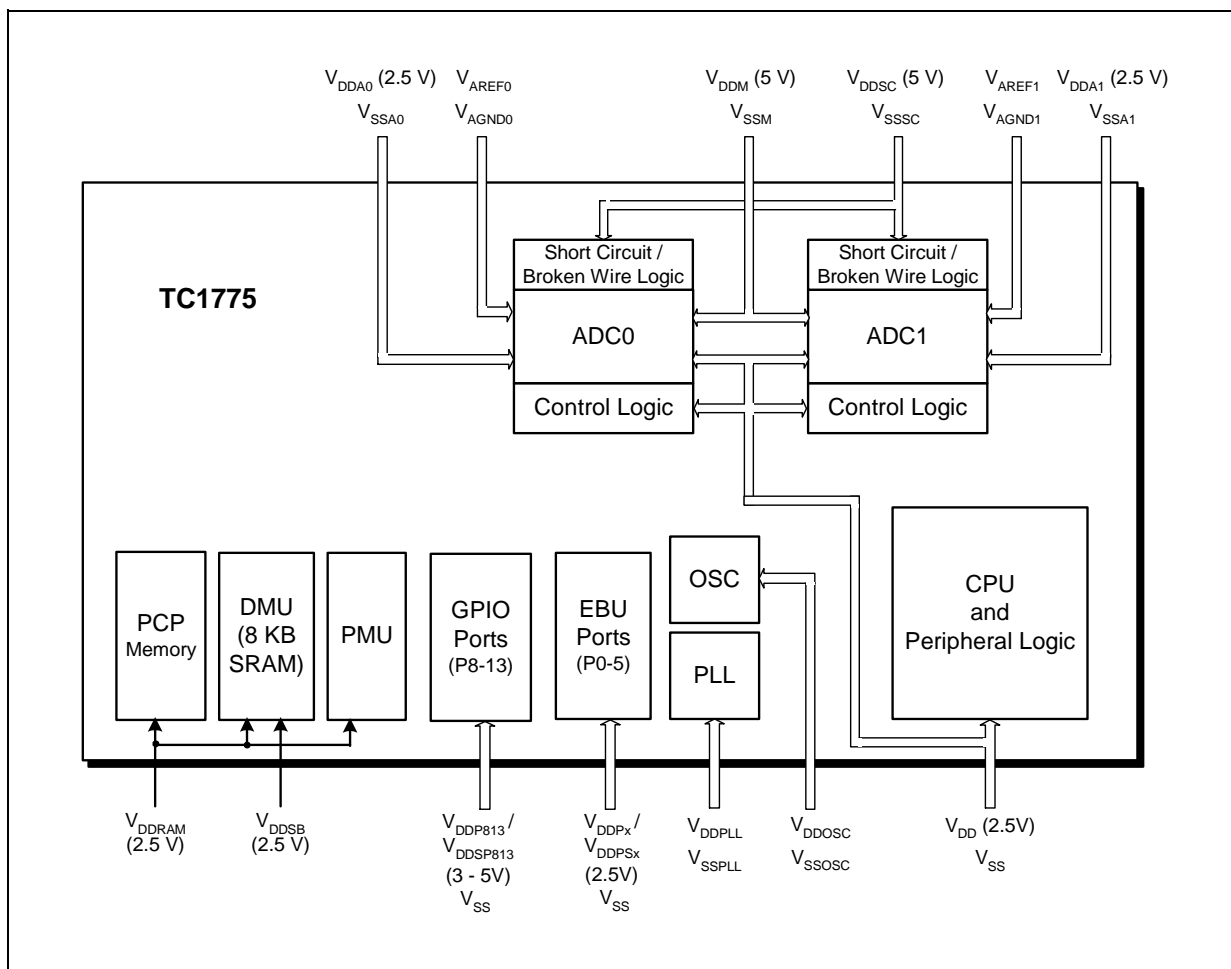 VDDA0 (2.5 V)
VSSA0
VAREF0
VAGND0
VDDM (5 V)
VSSM
VDDSC (5 V)
VSSSC
VAREF1
VAGND1
VDDA1 (2.5 V)
VSSA1
TC1775
Short Circuit /
Broken Wire Logic
ADC0
Control Logic
Short Circuit /
Broken Wire Logic
ADC1
Control Logic
PCP
Memory
DMU
(8 KB
SRAM)
PMU
GPIO
Ports
(P8-13)
EBU
Ports
(P0-5)
OSC
PLL
CPU
and
Peripheral Logic
VDDRAM
(2.5 V)
VDDSB
(2.5 V)
VDDP813 /
VDDSP813
(3 - 5V)
VSS
VDDPx /
VDDPSx
(2.5V)
VSS
VDDPLL
VSSPLL
VDDOSC
VSSOSC
VDD (2.5V)
VSS